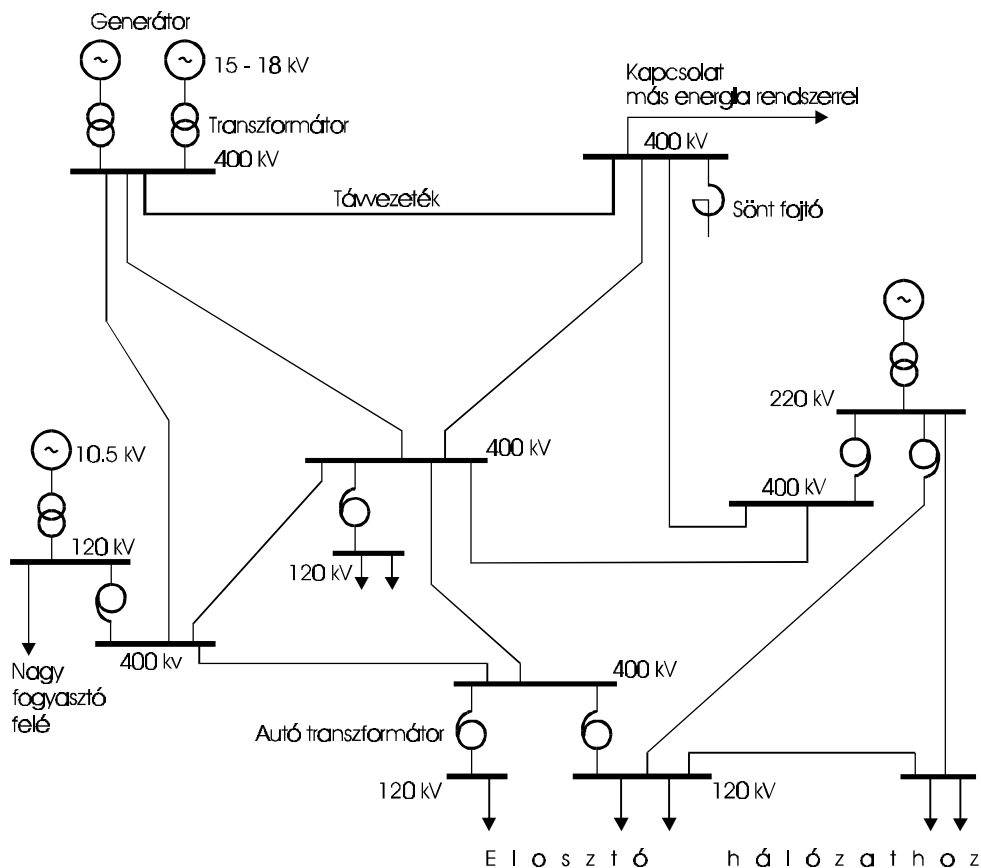 Generátor
15 - 18 kV
Transzformátor
400 kV
Kapcsolat
más energia rendszerrel
400 kV
Távvezeték
Sönt fojtó
220 kV
10.5 kV
400 kV
400 kV
120 kV
120 kV
400 kv
Nagy
fogyasztó
felé
400 kV
Autó transzformátor
120 kV
120 kV
Elosztó hálózathoz